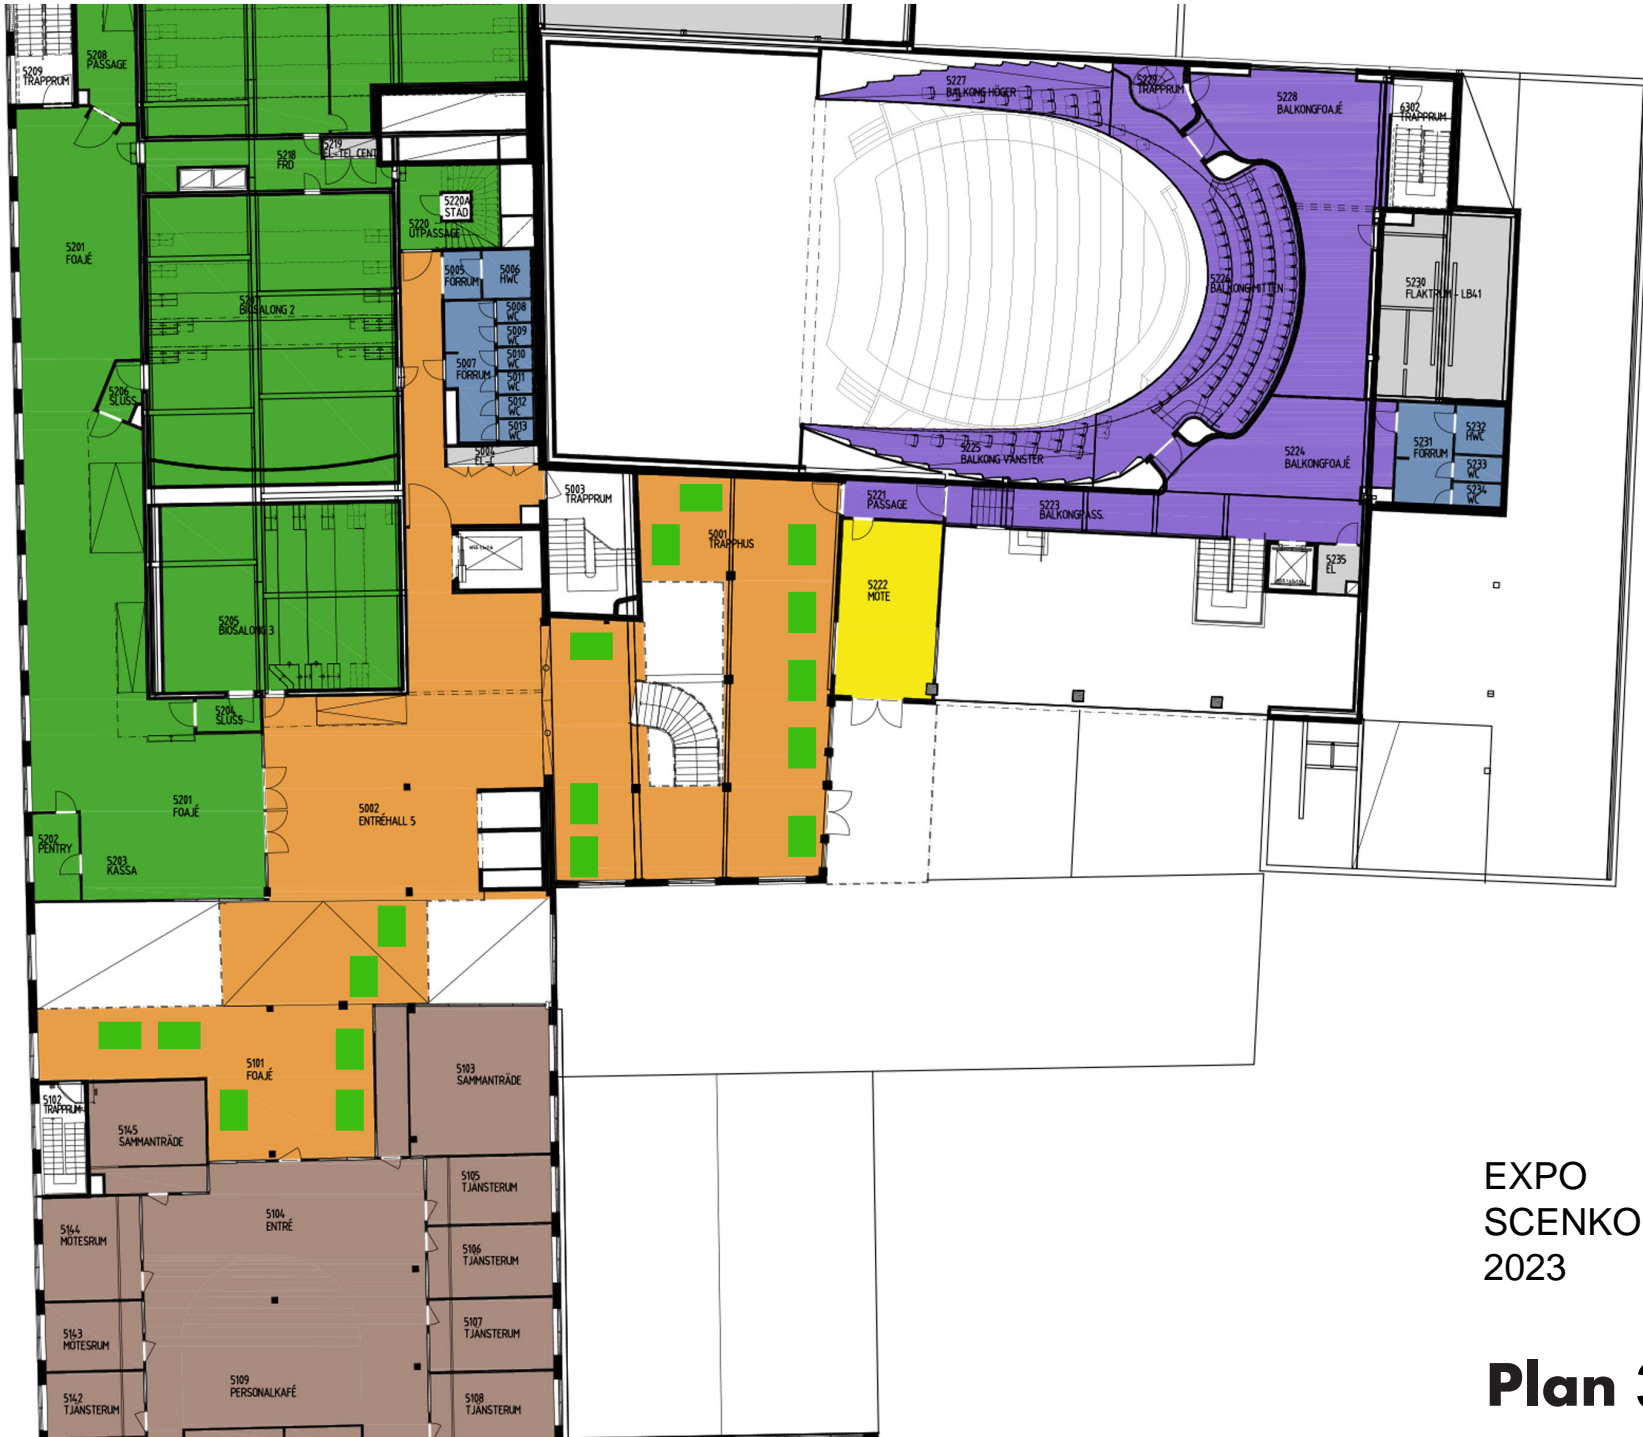 5208
PASSAGE
5209
TRAPPRUM
5227
BALKONG HÖGER
5229
TRAPPRUM
5228
BALKONGFOAJÉ
6302
TRAPPRUM
5219
EL-TEL CENT
5218
FRD
5220A
STÄD
5220
UTPASSAGE
5201
FOAJÉ
5005
FÖRRUM
5006
HWC
5226
BALKONG MITTEN
5230
FLÄKTRUM - LB41
5207
BIOSALONG 2
5008
WC
5009
WC
5010
WC
5007
FÖRRUM
5011
WC
5012
WC
5013
WC
5206
SLUSS
5004
EL-C
5225
BALKONG VÄNSTER
5224
BALKONGFOAJÉ
5231
FÖRRUM
5232
HWC
5233
WC
5234
WC
5003
TRAPPRUM
5221
PASSAGE
5223
BALKONGPASS.
5001
TRAPPHUS
5235
EL
5222
MÖTE
5205
BIOSALONG 3
5204
SLUSS
5201
FOAJÉ
5002
ENTRÉHALL 5
5202
PENTRY
5203
KASSA
5101
FOAJÉ
5103
SAMMANTRÄDE
5102
TRAPPRUM
5145
SAMMANTRÄDE
5105
TJÄNSTERUM
5104
ENTRÉ
5144
MÖTESRUM
5106
TJÄNSTERUM
5143
MÖTESRUM
5107
TJÄNSTERUM
5109
PERSONALKAFÉ
5142
TJÄNSTERUM
5108
TJÄNSTERUM
EXPO
SCENKO
2023
Plan 3